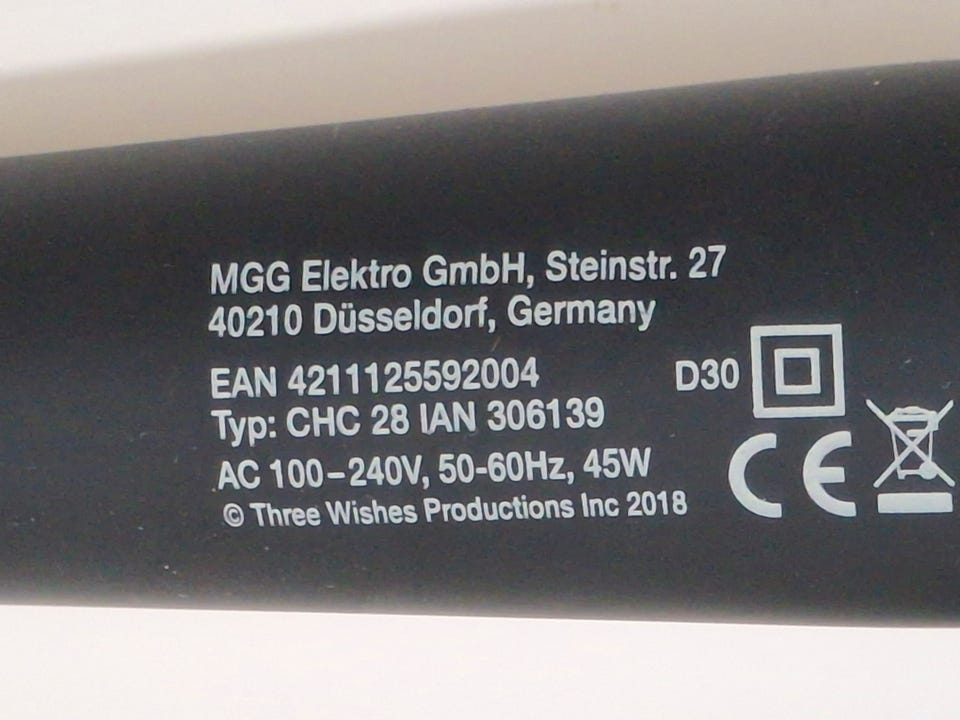 MGG Elektro GmbH, Steinstr. 27
40210 Düsseldorf, Germany
EAN 4211125592004
Typ: CHC 28 IAN 306139
AC 100–240V, 50-60Hz, 45W
© Three Wishes Productions Inc 2018
D30
CE